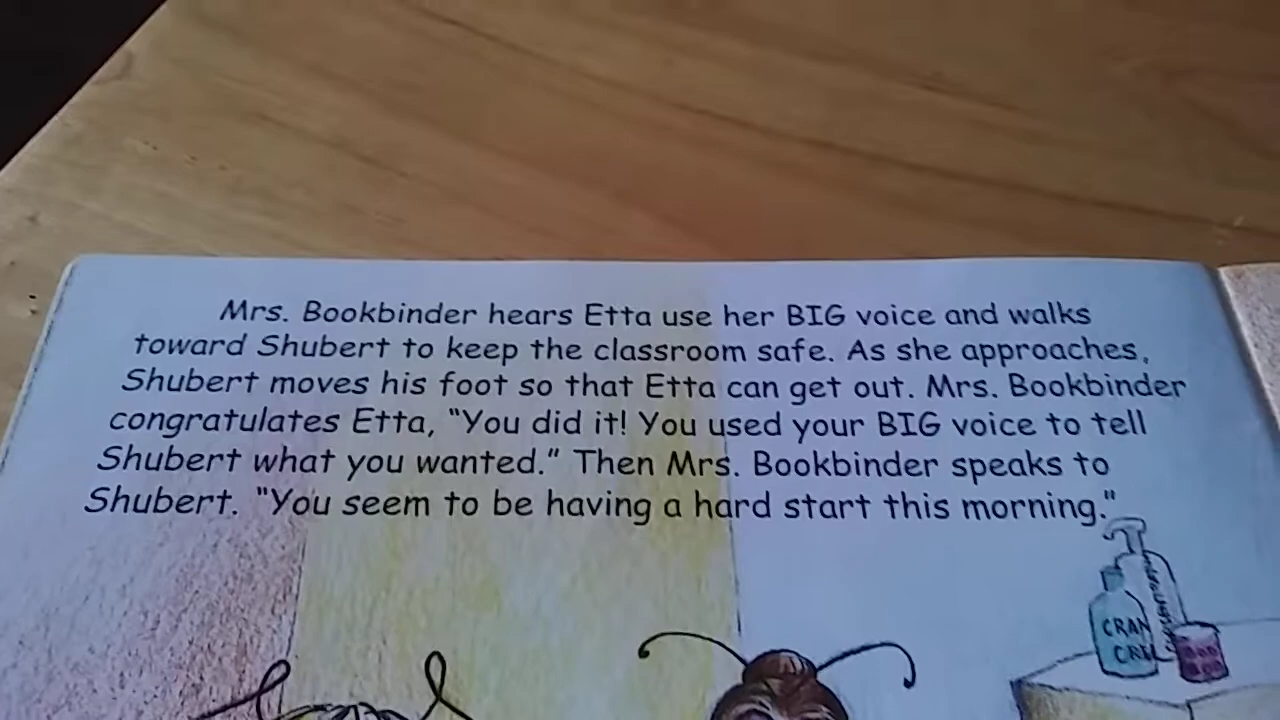 Mrs. Bookbinder hears Etta use her BIG voice and walks
toward Shubert to keep the classroom safe. As she approaches,
Shubert moves his foot so that Etta can get out. Mrs. Bookbinder
congratulates Etta, “You did it! You used your BIG voice to tell
Shubert what you wanted.” Then Mrs. Bookbinder speaks to
Shubert. “You seem to be having a hard start this morning.”
CRAN